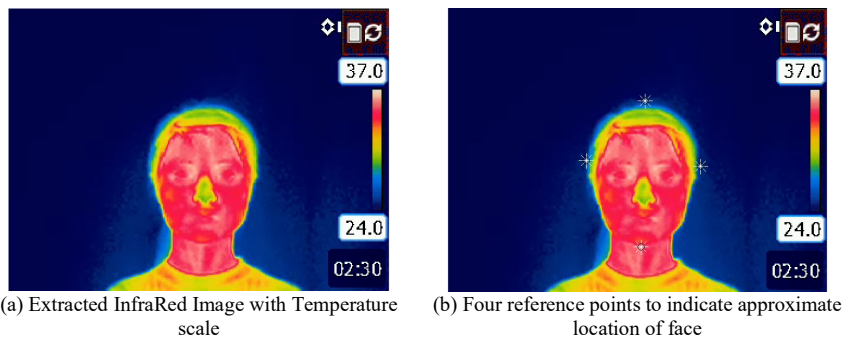 37.0
24.0
02:30
37.0
24.0
02:30
(a) Extracted InfraRed Image with Temperature
scale
(b) Four reference points to indicate approximate
location of face